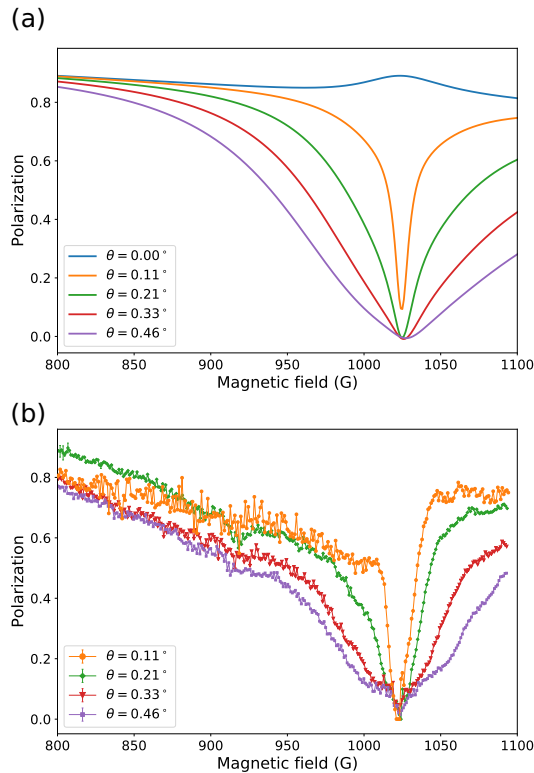 (a)
Polarization
0.8
0.6
0.4
0.2
0.0
θ = 0.00°
θ = 0.11°
θ = 0.21°
θ = 0.33°
θ = 0.46°
800 850 900 950 1000 1050 1100
Magnetic field (G)
(b)
Polarization
0.8
0.6
0.4
0.2
0.0
θ = 0.11°
θ = 0.21°
θ = 0.33°
θ = 0.46°
800 850 900 950 1000 1050 1100
Magnetic field (G)